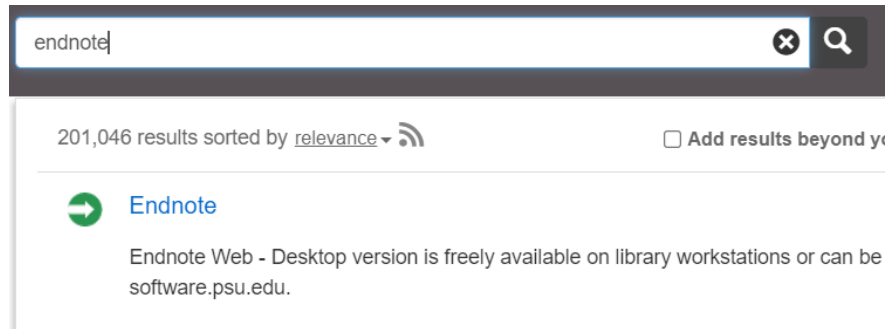 endnote
201,046 results sorted by relevance Add results beyond yo
Endnote
Endnote Web - Desktop version is freely available on library workstations or can be
software.psu.edu.